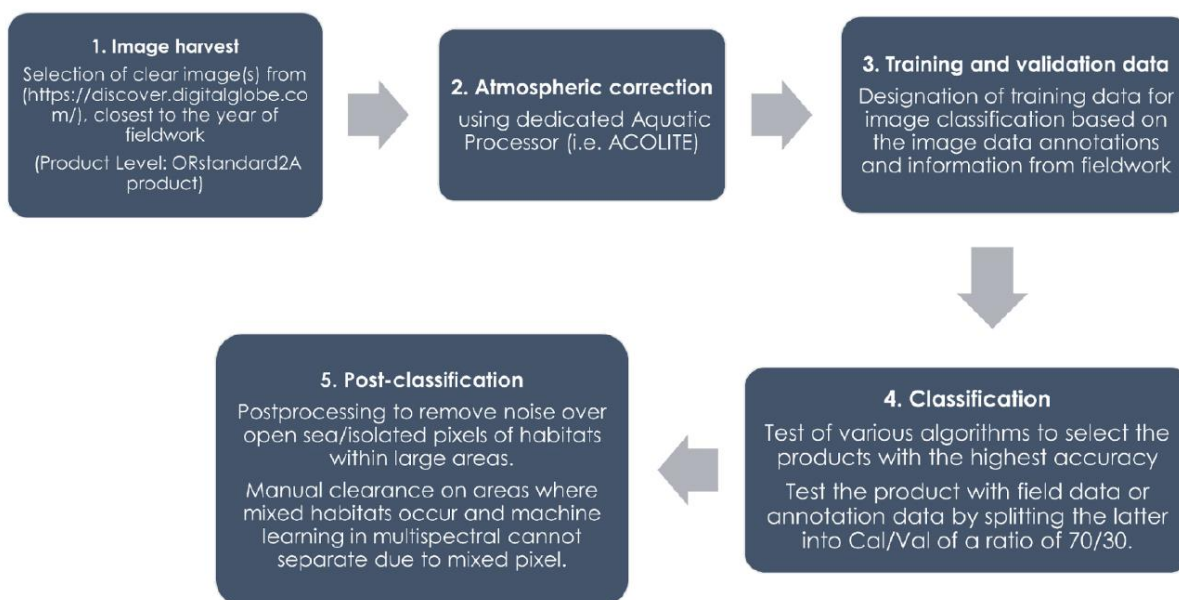 1. Image harvest
Selection of clear image(s) from
(https://discover.digitalglobe.co
m/), closest to the year of
fieldwork
(Product Level: ORstandard2A
product)
2. Atmospheric correction
using dedicated Aquatic
Processor (i.e. ACOLITE)
3. Training and validation data
Designation of training data for
image classification based on
the image data annotations
and information from fieldwork
4. Classification
Test of various algorithms to select the
products with the highest accuracy
Test the product with field data or
annotation data by splitting the latter
into Cal/Val of a ratio of 70/30.
5. Post-classification
Postprocessing to remove noise over
open sea/isolated pixels of habitats
within large areas.
Manual clearance on areas where
mixed habitats occur and machine
learning in multispectral cannot
separate due to mixed pixel.